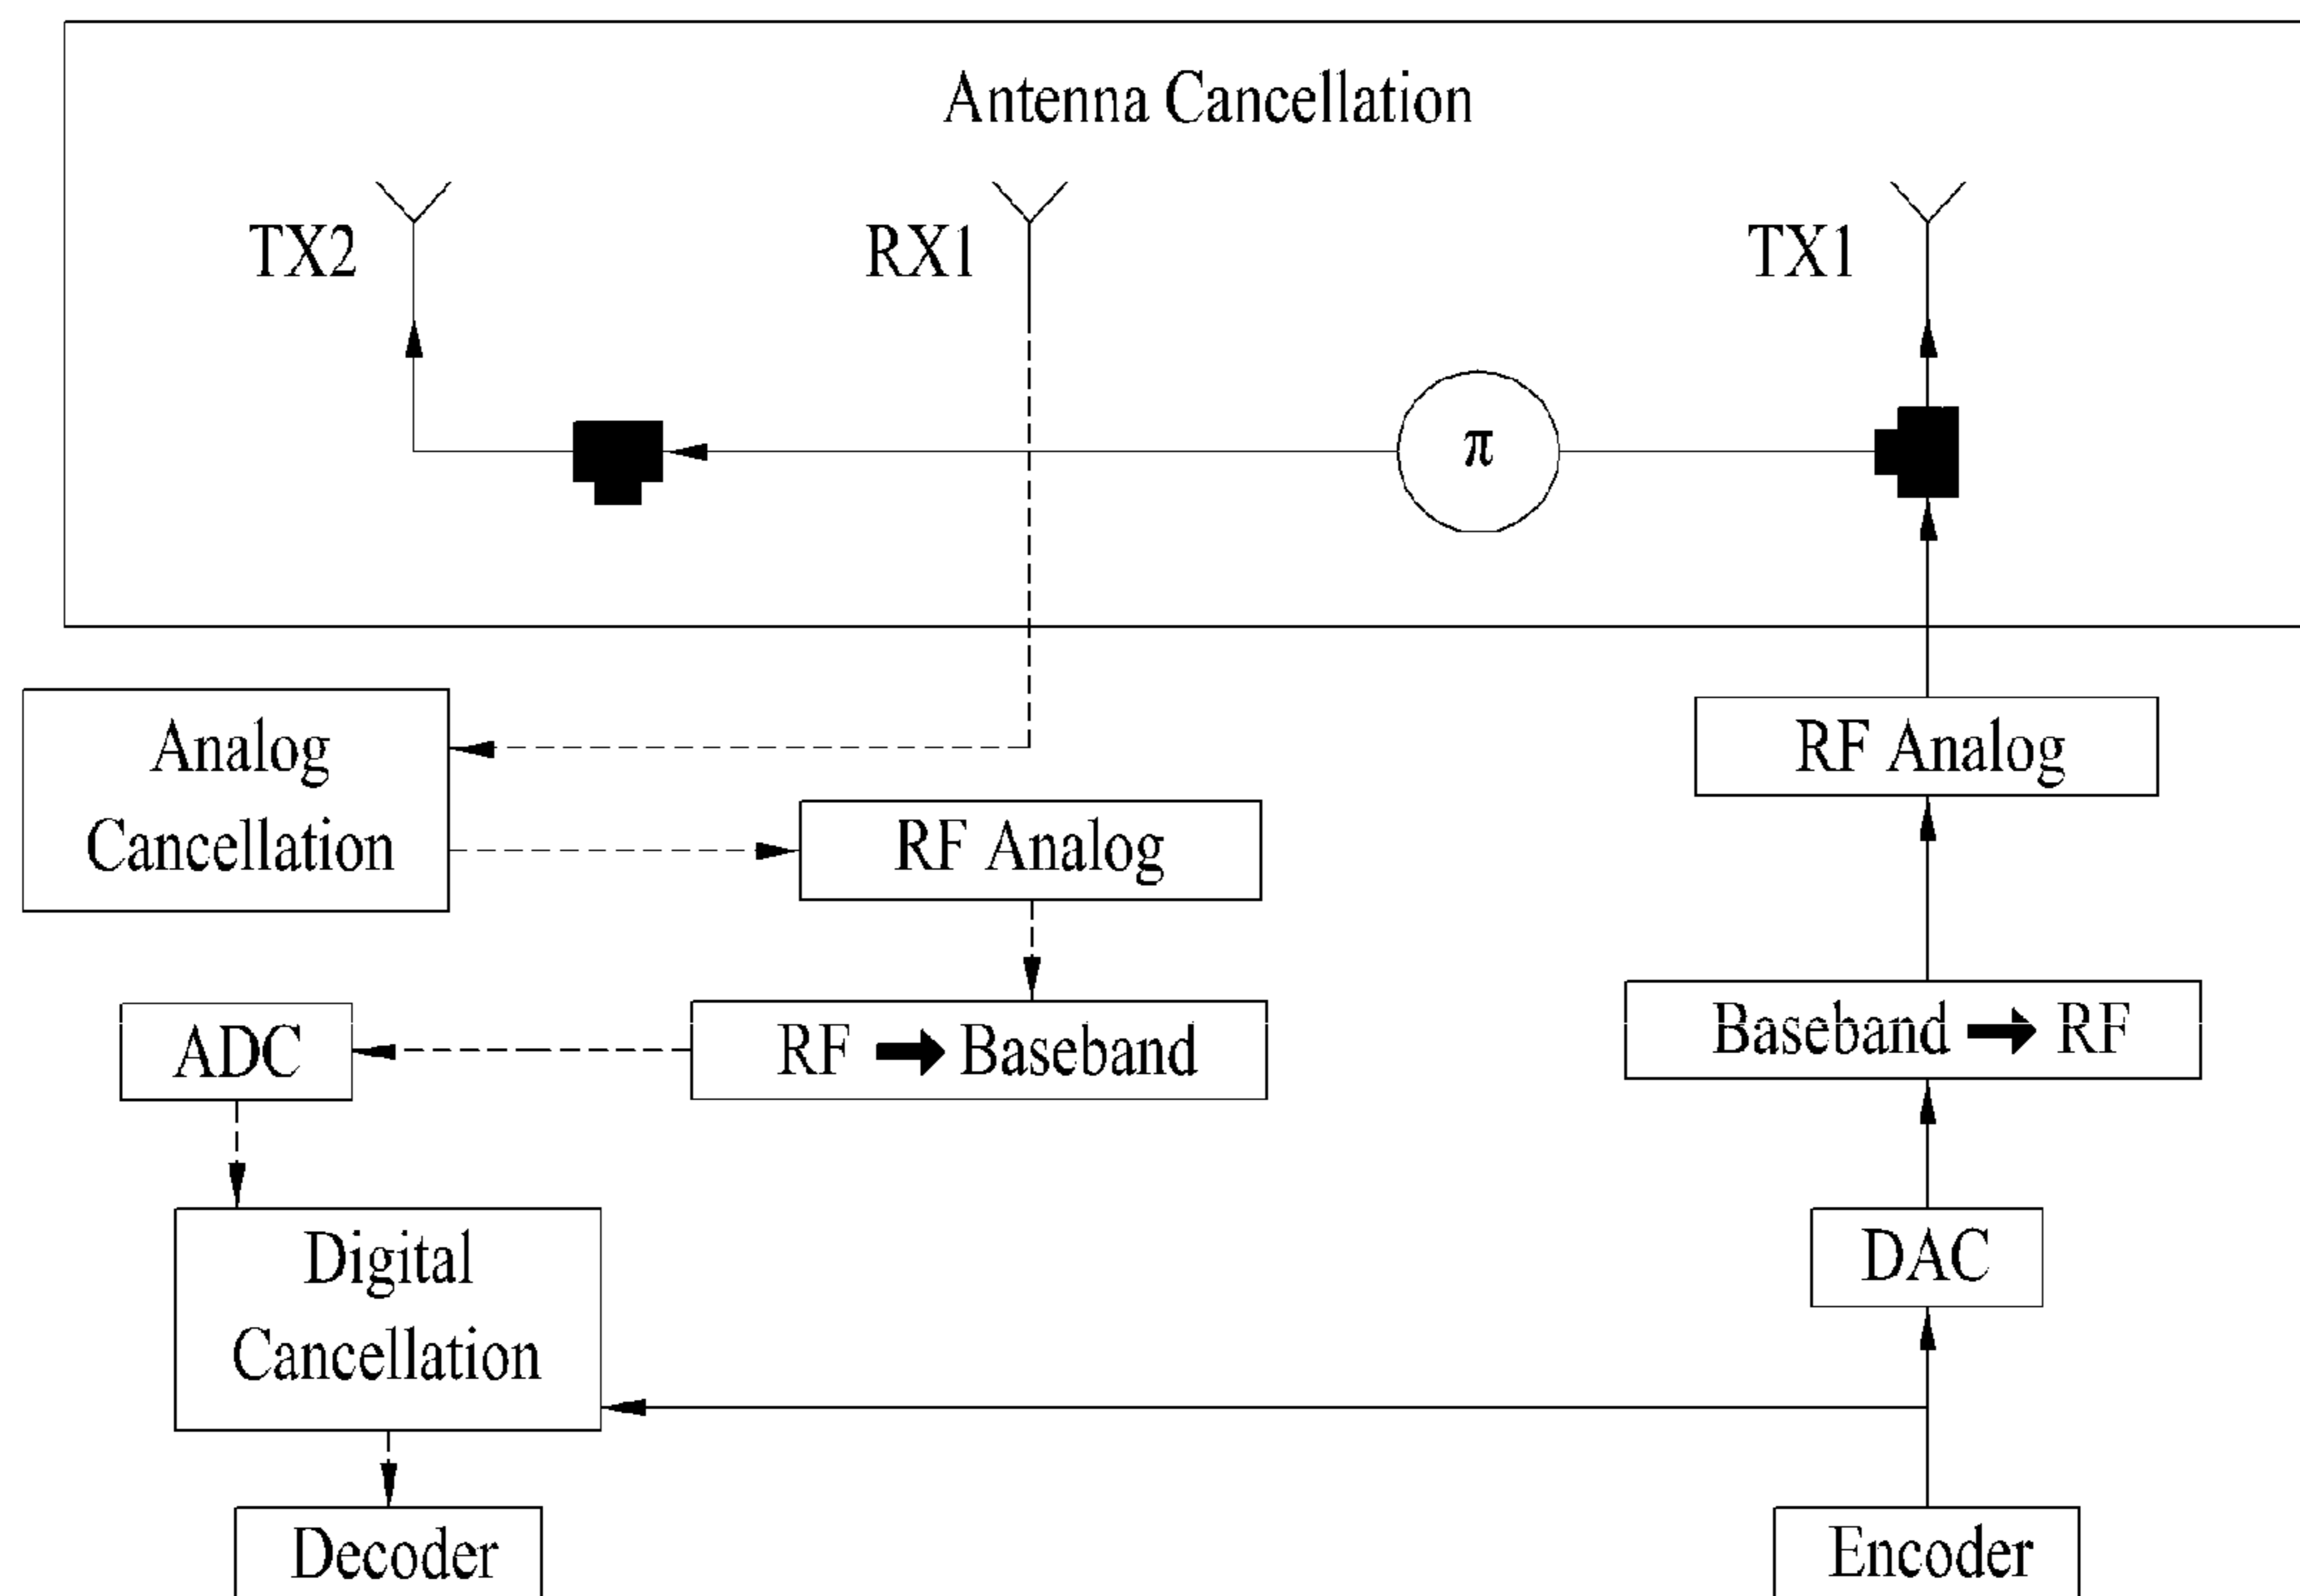 Antenna Cancellation
TX2
RX1
TX1
π
Analog
Cancellation
RF Analog
RF Analog
ADC
RF ➡ Baseband
Baseband ➡ RF
Digital
Cancellation
DAC
Decoder
Encoder